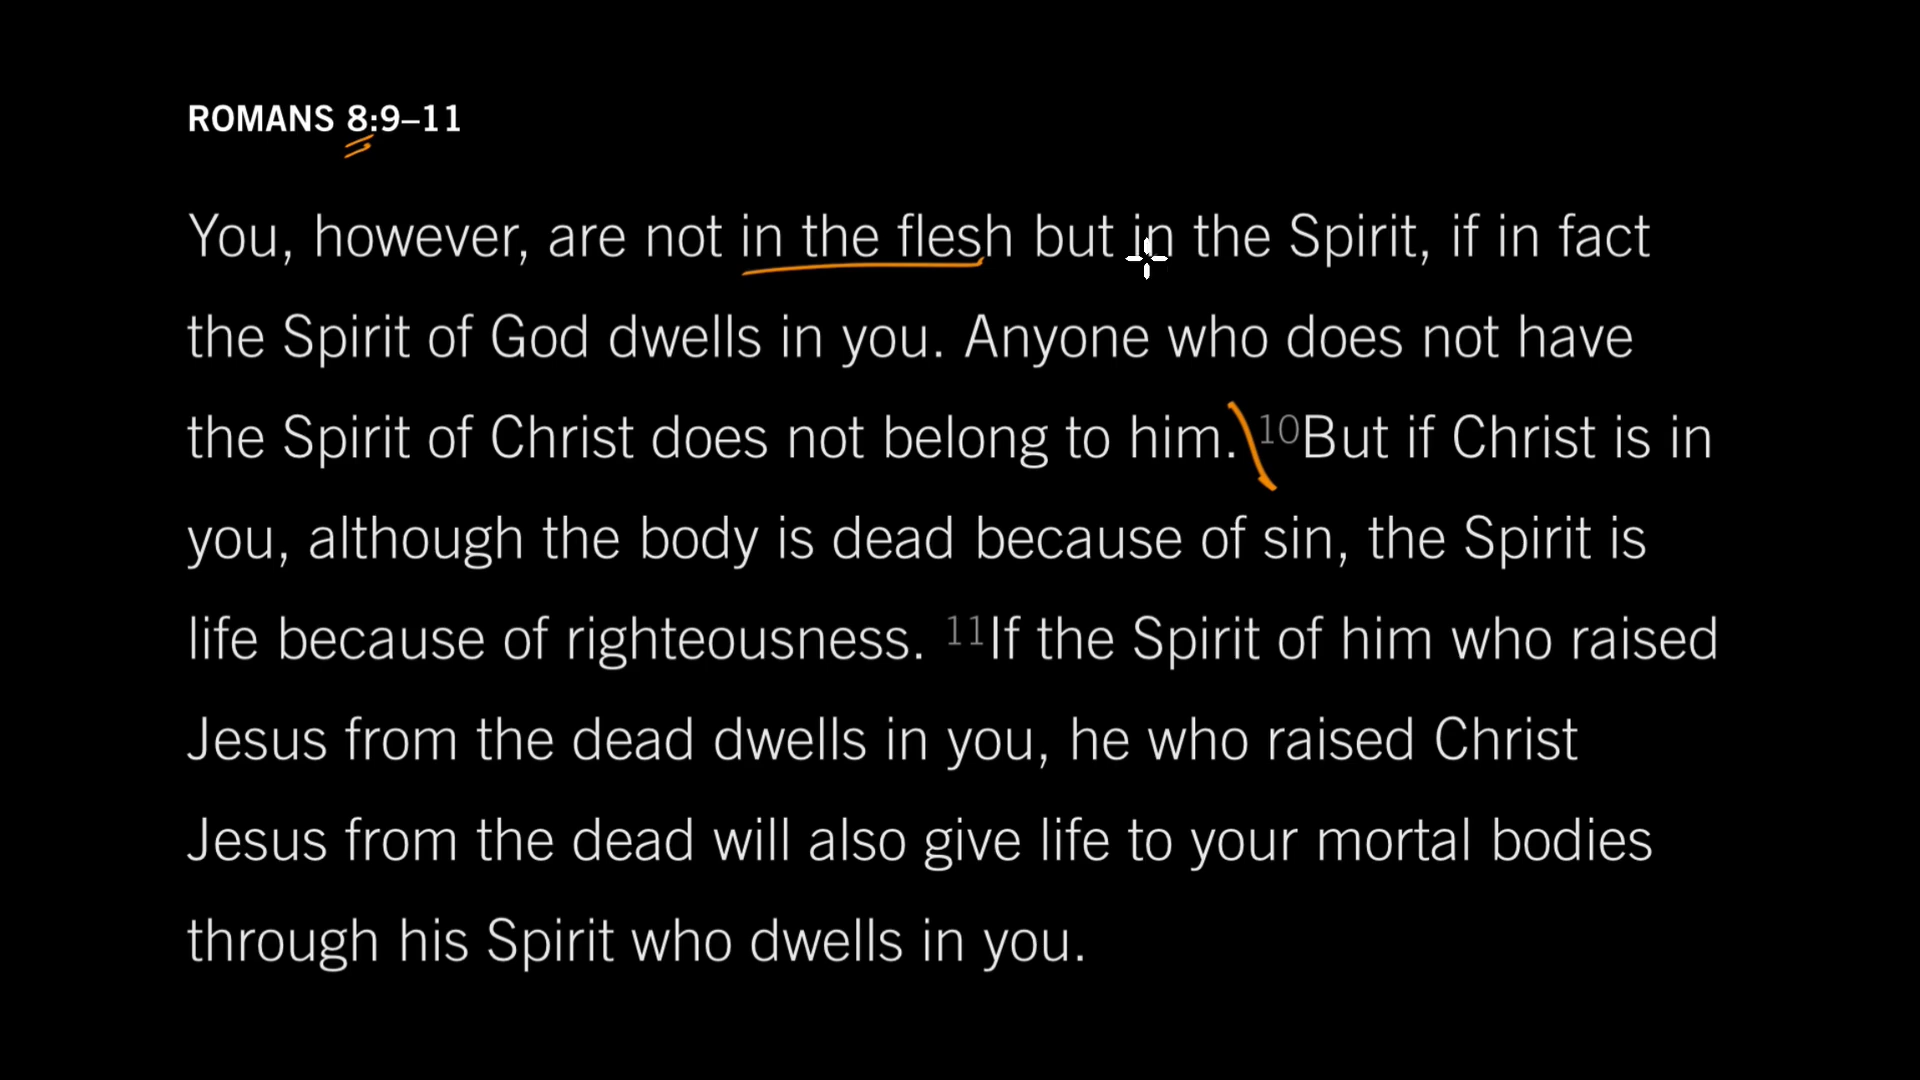 ROMANS 8:9–11
You, however, are not in the flesh but in the Spirit, if in fact
the Spirit of God dwells in you. Anyone who does not have
the Spirit of Christ does not belong to him. 10But if Christ is in
you, although the body is dead because of sin, the Spirit is
life because of righteousness. 11If the Spirit of him who raised
Jesus from the dead dwells in you, he who raised Christ
Jesus from the dead will also give life to your mortal bodies
through his Spirit who dwells in you.